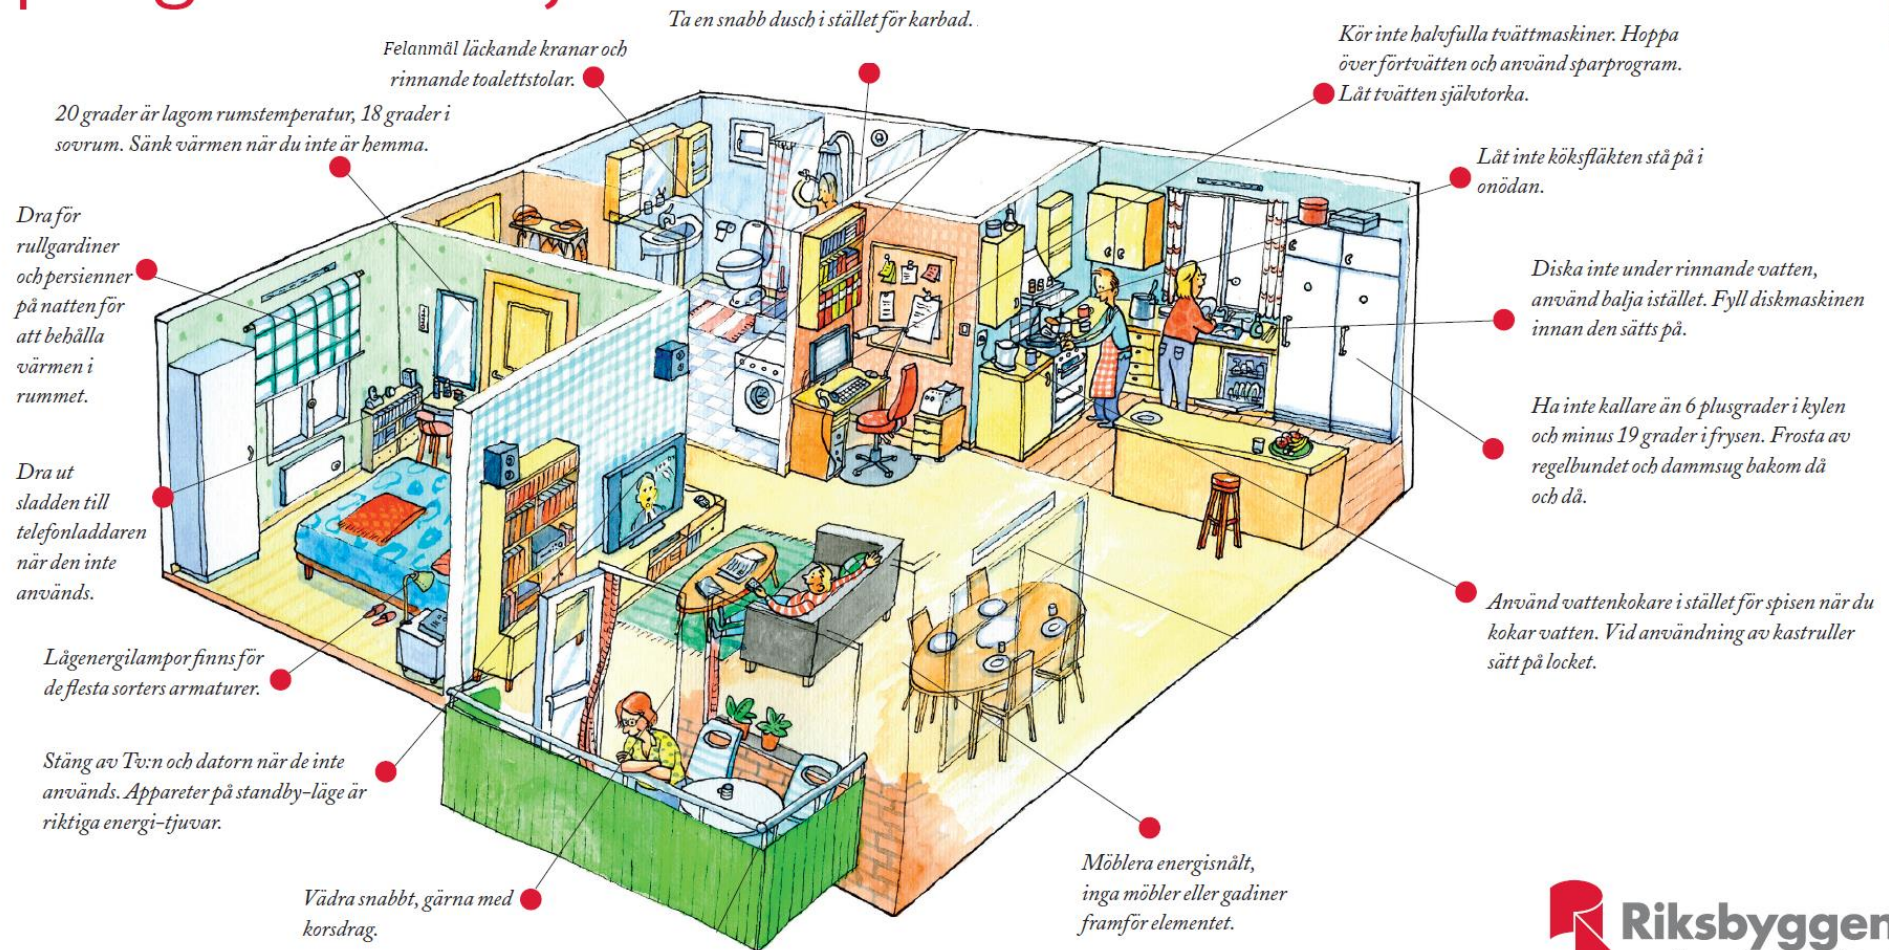 Ta en snabb dusch i stället för karbad.
Felanmäl läckande kranar och
rinnande toalettstolar.
Kör inte halvfulla tvättmaskiner. Hoppa
över förtvätten och använd sparprogram.
Låt tvätten självtorka.
20 grader är lagom rumstemperatur, 18 grader i
sovrum. Sänk värmen när du inte är hemma.
Låt inte köksfläkten stå på i
onödan.
Dra för
rullgardiner
och persienner
på natten för
att behålla
värmen i
rummet.
Diska inte under rinnande vatten,
använd balja istället. Fyll diskmaskinen
innan den sätts på.
Ha inte kallare än 6 plusgrader i kylen
och minus 19 grader i frysen. Frosta av
regelbundet och dammsug bakom då
och då.
Dra ut
sladden till
telefonladdaren
när den inte
används.
Använd vattenkokare i stället för spisen när du
kokar vatten. Vid användning av kastruller
sätt på locket.
Lågenergilampor finns för
de flesta sorters armaturer.
Stäng av Tv:n och datorn när de inte
används. Appareter på standby-läge är
riktiga energi-tjuvar.
Vädra snabbt, gärna med
korsdrag.
Möblera energisnålt,
inga möbler eller gadiner
framför elementet.
Riksbyggen